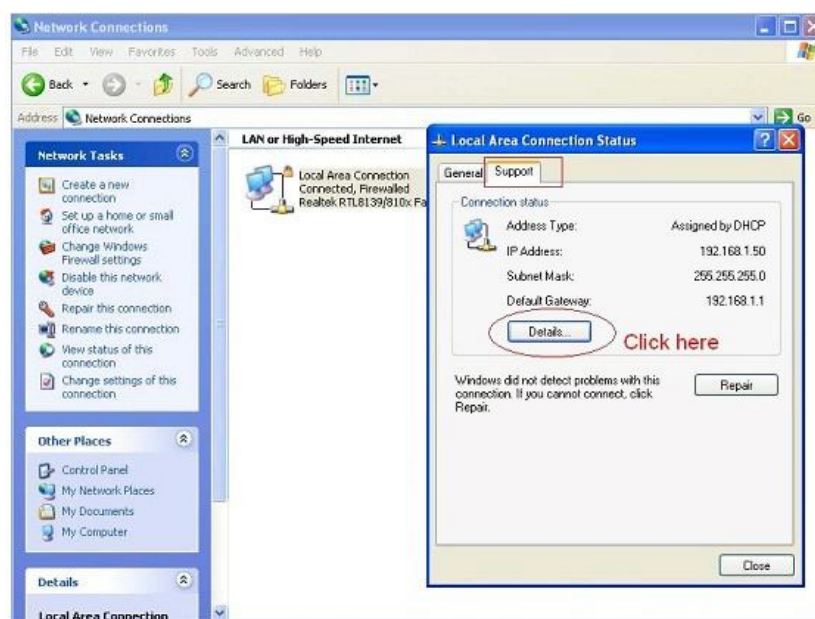 Network Connections
File Edit View Favorites Tools Advanced Help
Back Search Folders
Address Network Connections Go
Network Tasks
Create a new
connection
Set up a home or small
office network
Change Windows
Firewall settings
Disable this network
device
Repair this connection
Rename this connection
View status of this
connection
Change settings of this
connection
Other Places
Control Panel
My Network Places
My Documents
My Computer
Details
Local Area Connection
LAN or High-Speed Internet
Local Area Connection
Connected, Firewalled
Realtek RTL8139/810x Fa
Local Area Connection Status
General Support
Connection status
Address Type: Assigned by DHCP
IP Address: 192.168.1.50
Subnet Mask: 255.255.255.0
Default Gateway: 192.168.1.1
Details...
Click here
Windows did not detect problems with this
connection. If you cannot connect, click
Repair.
Repair
Close